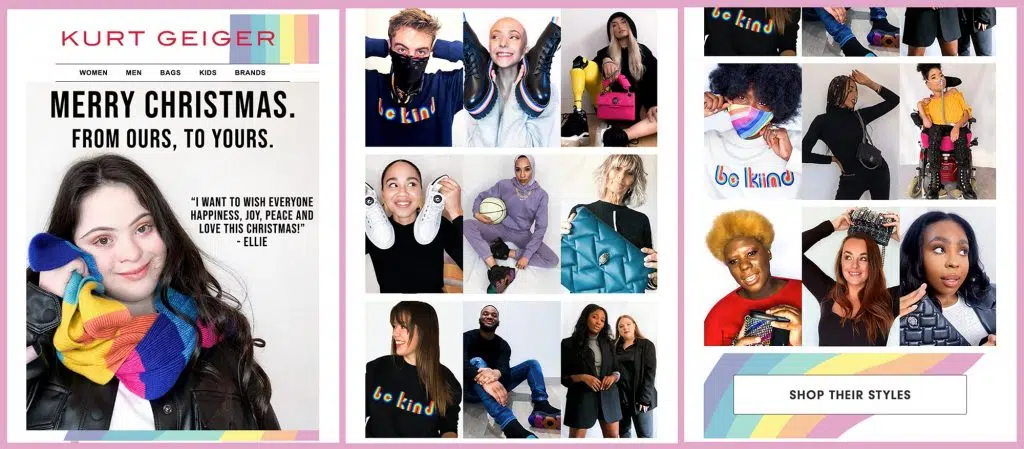 KURT GEIGER
WOMEN MEN BAGS KIDS BRANDS
MERRY CHRISTMAS.
FROM OURS, TO YOURS.
“I WANT TO WISH EVERYONE
HAPPINESS, JOY, PEACE AND
LOVE THIS CHRISTMAS!”
- ELLIE
be kind
be kind
be kind
be kind
SHOP THEIR STYLES